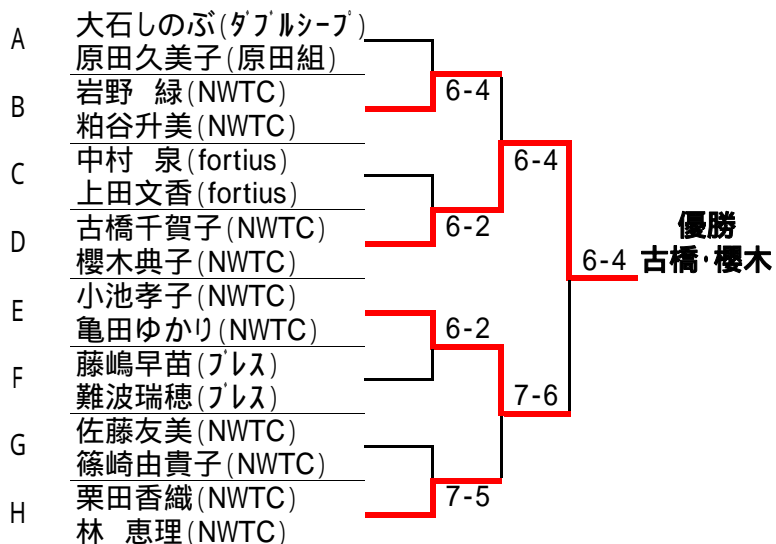 A
大石しのぶ(ﾀﾞﾌﾞﾙｼｰﾌﾟ)
原田久美子(原田組)
B
岩野 緑(NWTC)
粕谷升美(NWTC)
6-4
C
中村 泉(fortius)
上田文香(fortius)
6-4
D
古橋千賀子(NWTC)
櫻木典子(NWTC)
6-2
優勝
古橋・櫻木
6-4
E
小池孝子(NWTC)
亀田ゆかり(NWTC)
6-2
F
藤嶋早苗(ﾌﾞﾚｽ)
難波瑞穂(ﾌﾞﾚｽ)
7-6
G
佐藤友美(NWTC)
篠崎由貴子(NWTC)
H
栗田香織(NWTC)
林 恵理(NWTC)
7-5